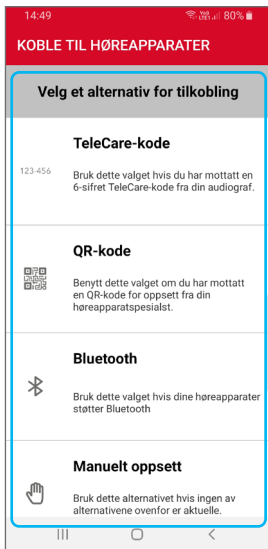 14:49 80%
KOBLE TIL HØREAPPARATER
Velg et alternativ for tilkobling
TeleCare-kode
123-456
Bruk dette valget hvis du har mottatt en
6-sifret TeleCare-kode fra din audiograf.
QR-kode
Benytt dette valget om du har mottatt
en QR-kode for oppsett fra din
høreapparatspesialst.
Bluetooth
Bruk dette valget hvis dine høreapparater
støtter Bluetooth
Manuelt oppsett
Bruk dette alternativet hvis ingen av
alternativene ovenfor er aktuelle.